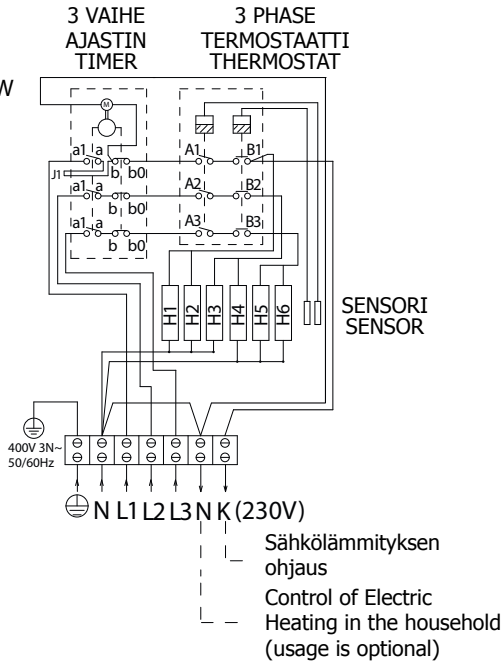 3 VAIHE
AJASTIN
TIMER
3 PHASE
TERMOSTAATTI
THERMOSTAT
W
M
a1 a
J1
b b0
a1 a
b b0
a1 a
b b0
A1 B1
A2 B2
A3 B3
H1 H2 H3 H4 H5 H6
SENSORI
SENSOR
400V 3N~
50/60Hz
N L1 L2 L3 N K (230V)
Sähkölämmityksen
ohjaus
Control of Electric
Heating in the household
(usage is optional)